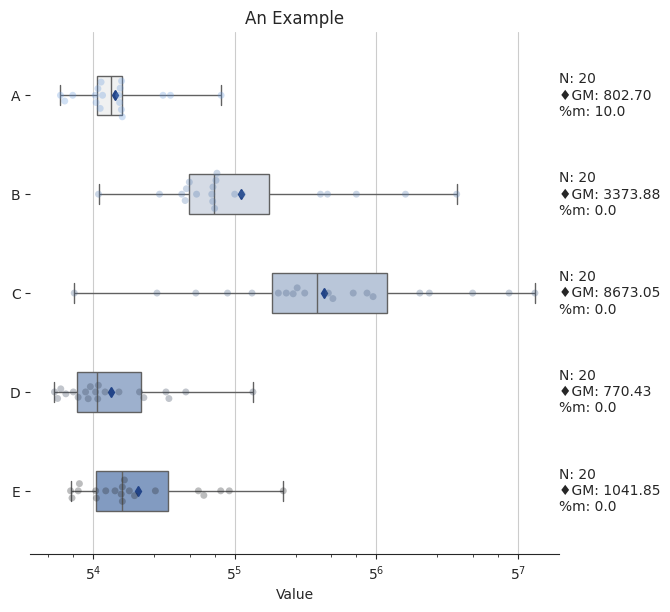 An Example
A
N: 20
♦GM: 802.70
%m: 10.0
B
N: 20
♦GM: 3373.88
%m: 0.0
C
N: 20
♦GM: 8673.05
%m: 0.0
D
N: 20
♦GM: 770.43
%m: 0.0
E
N: 20
♦GM: 1041.85
%m: 0.0
5⁴ 5⁵ 5⁶ 5⁷
Value